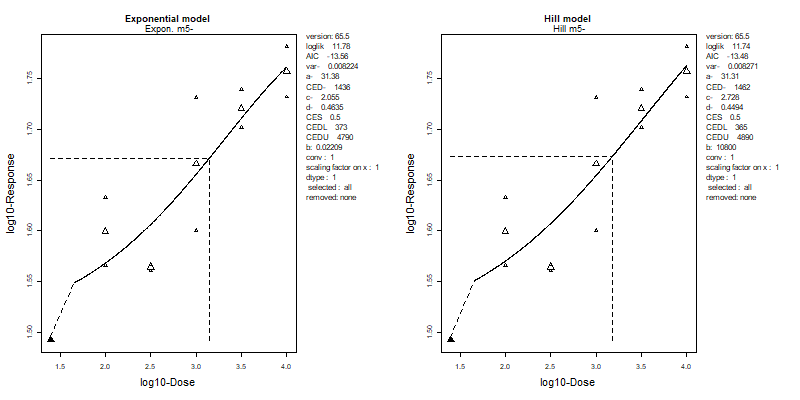 Exponential model
Expon. m5-
version: 65.5
loglik 11.78
AIC -13.56
var- 0.008224
a- 31.38
CED- 1436
c- 2.055
d- 0.4635
CES 0.5
CEDL 373
CEDU 4790
b: 0.02209
conv : 1
scaling factor on x : 1
dtype : 1
selected : all
removed: none
log10-Response
1.75
1.70
1.65
1.60
1.55
1.50
1.5 2.0 2.5 3.0 3.5 4.0
log10-Dose
Hill model
Hill m5-
version: 65.5
loglik 11.74
AIC -13.48
var- 0.008271
a- 31.31
CED- 1462
c- 2.728
d- 0.4494
CES 0.5
CEDL 365
CEDU 4890
b: 10800
conv : 1
scaling factor on x : 1
dtype : 1
selected : all
removed: none
log10-Response
1.75
1.70
1.65
1.60
1.55
1.50
1.5 2.0 2.5 3.0 3.5 4.0
log10-Dose